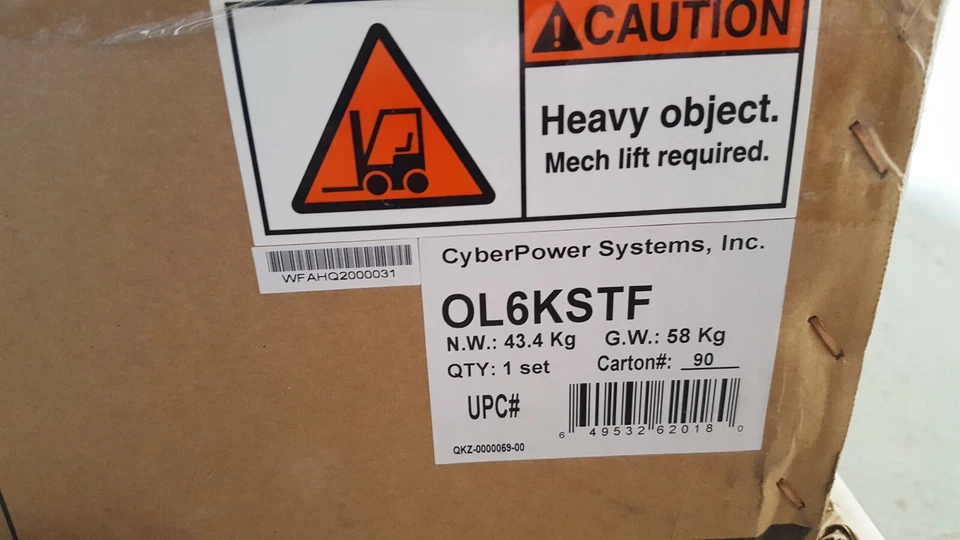 CAUTION
Heavy object.
Mech lift required.
WFAHQ2000031
CyberPower Systems, Inc.
OL6KSTF
N.W.: 43.4 Kg G.W.: 58 Kg
QTY: 1 set Carton#: 90
UPC#
6 49532 62018 0
QKZ-0000059-00